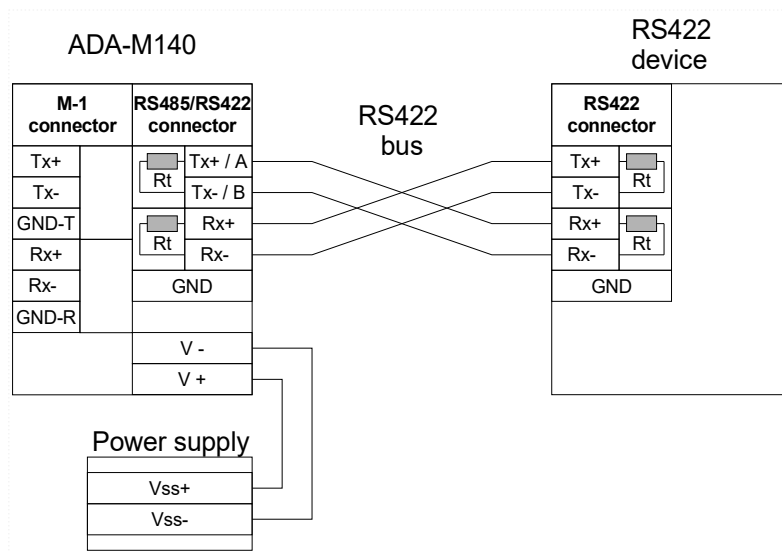 ADA-M140
RS422
device
M-1
connector
RS485/RS422
connector
RS422
bus
RS422
connector
Tx+
Tx-
GND-T
Rx+
Rx-
GND-R
Rt
Tx+ / A
Tx- / B
Rt
Rx+
Rx-
GND
V -
V +
Tx+
Rt
Tx-
Rx+
Rt
Rx-
GND
Power supply
Vss+
Vss-